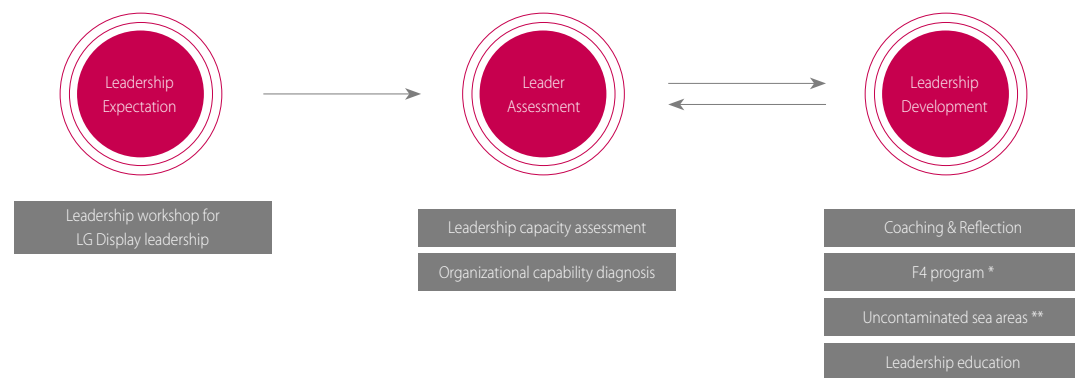 Leadership
Expectation
Leader
Assessment
Leadership
Development
Leadership workshop for
LG Display leadership
Leadership capacity assessment
Organizational capability diagnosis
Coaching & Reflection
F4 program *
Uncontaminated sea areas **
Leadership education